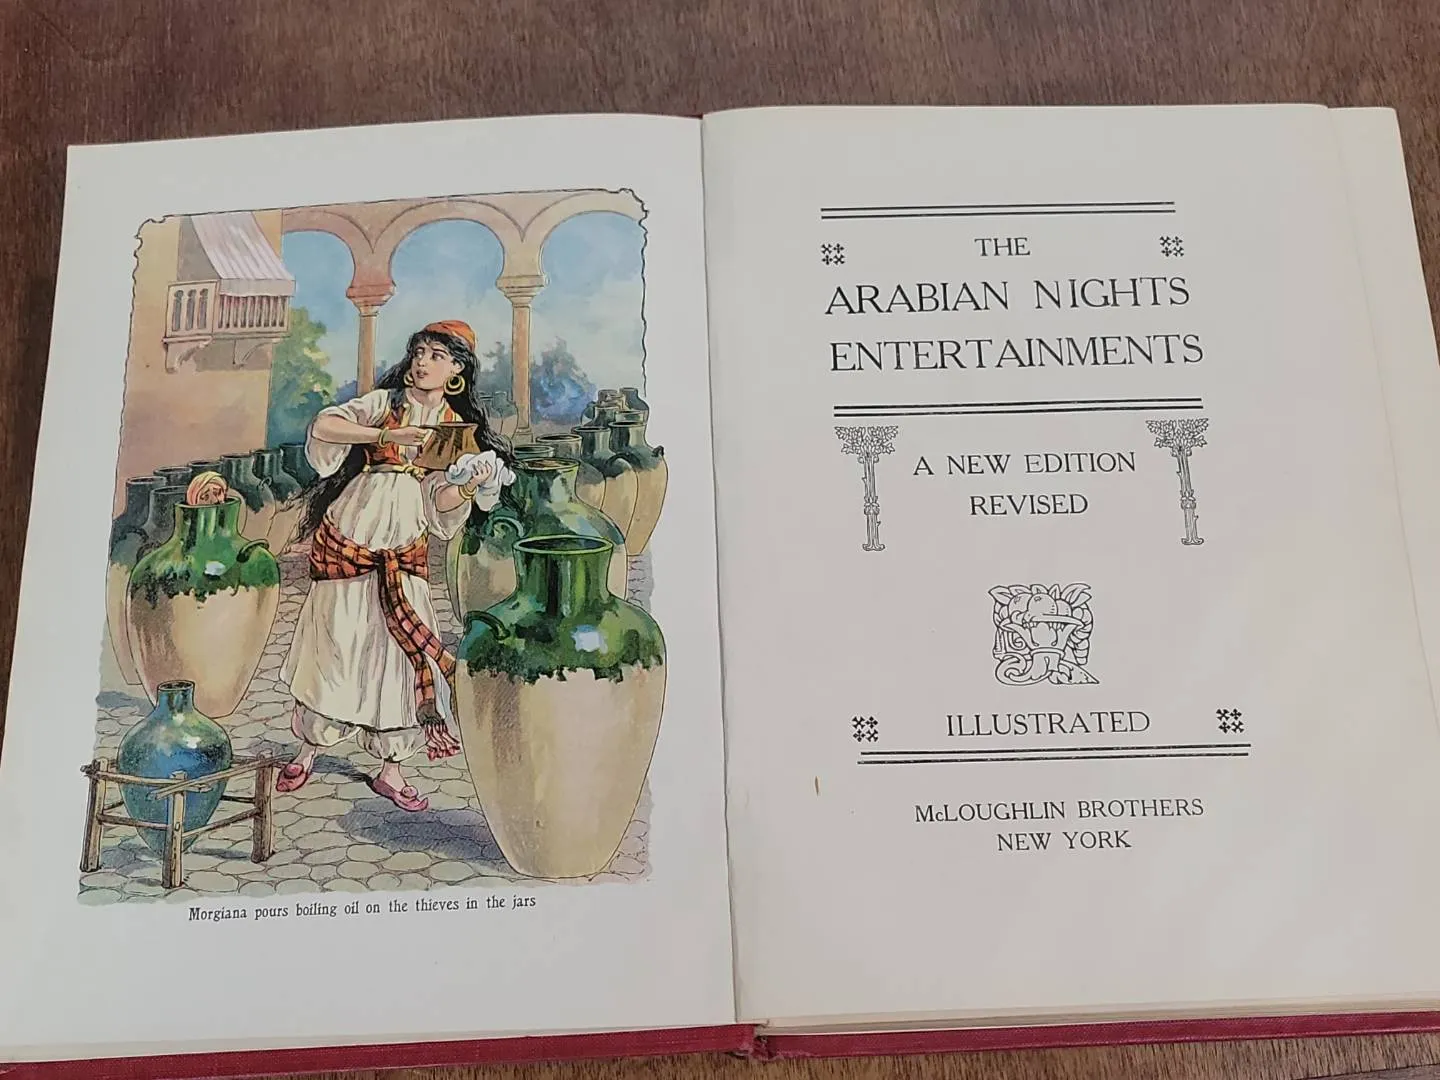 Morgiana pours boiling oil on the thieves in the jars
THE
ARABIAN NIGHTS
ENTERTAINMENTS
A NEW EDITION
REVISED
ILLUSTRATED
McLOUGHLIN BROTHERS
NEW YORK